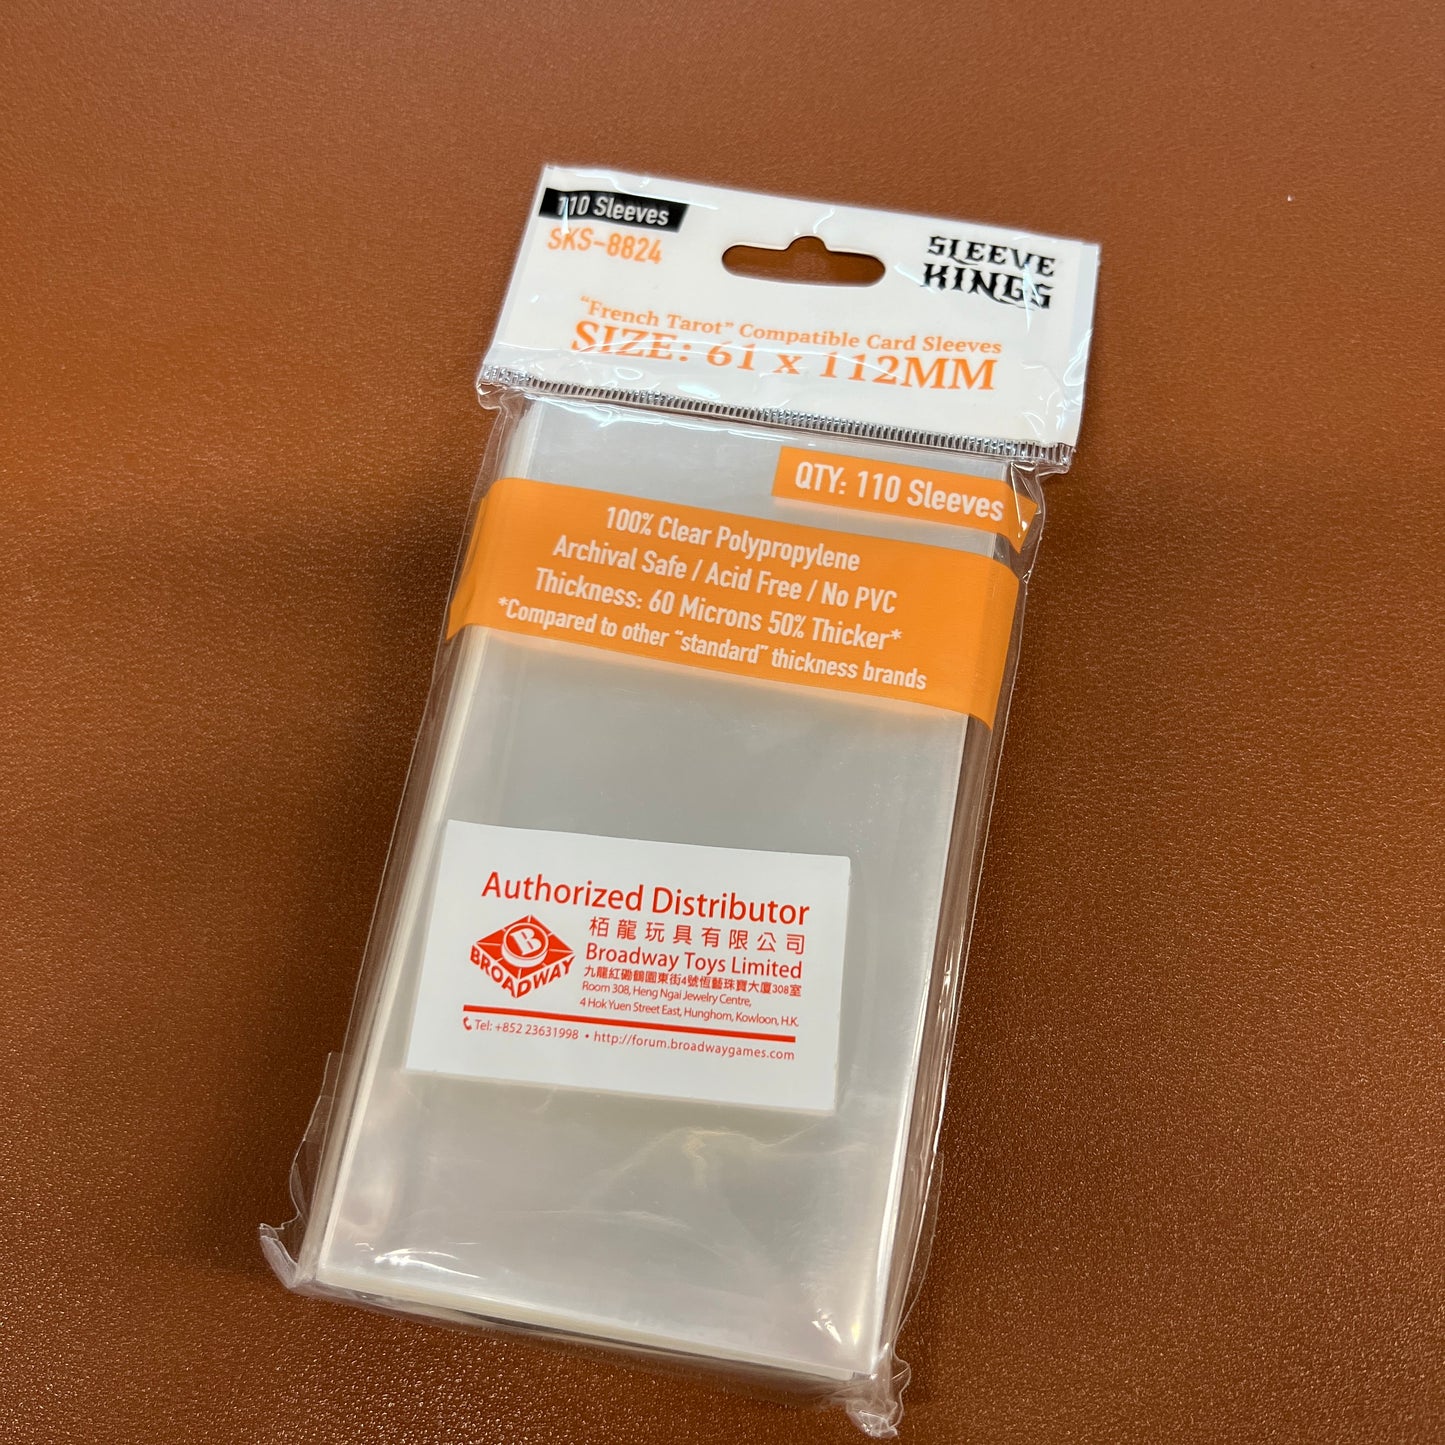 110 Sleeves
SKS-8824
SLEEVE
KINGS
“French Tarot” Compatible Card Sleeves
SIZE: 61 x 112MM
QTY: 110 Sleeves
100% Clear Polypropylene
Archival Safe / Acid Free / No PVC
Thickness: 60 Microns 50% Thicker*
*Compared to other “standard” thickness brands
Authorized Distributor
B
BROADWAY
栢龍玩具有限公司
Broadway Toys Limited
九龍紅磡鶴園東街4號恆藝珠寶大廈308室
Room 308, Heng Ngai Jewelry Centre,
4 Hok Yuen Street East, Hunghom, Kowloon, H.K.
Tel: +852 23631998 • http://forum.broadwaygames.com